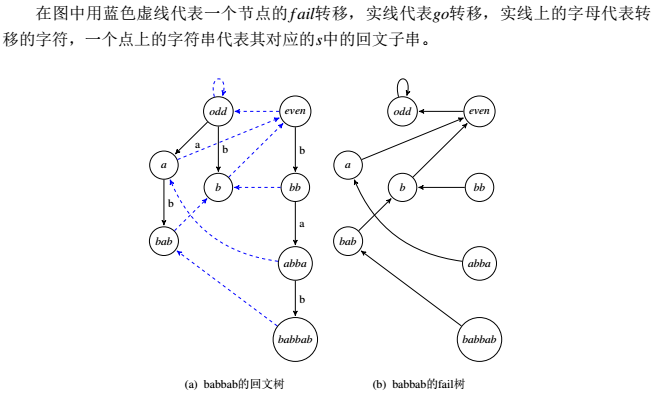 在图中用蓝色虚线代表一个节点的fail转移，实线代表go转移，实线上的字母代表转
移的字符，一个点上的字符串代表其对应的s中的回文子串。
odd
even
odd
even
a
b
b
a
b
bb
a
b
bb
b
a
bab
abba
bab
abba
b
babbab
babbab
(a) babbab的回文树
(b) babbab的fail树